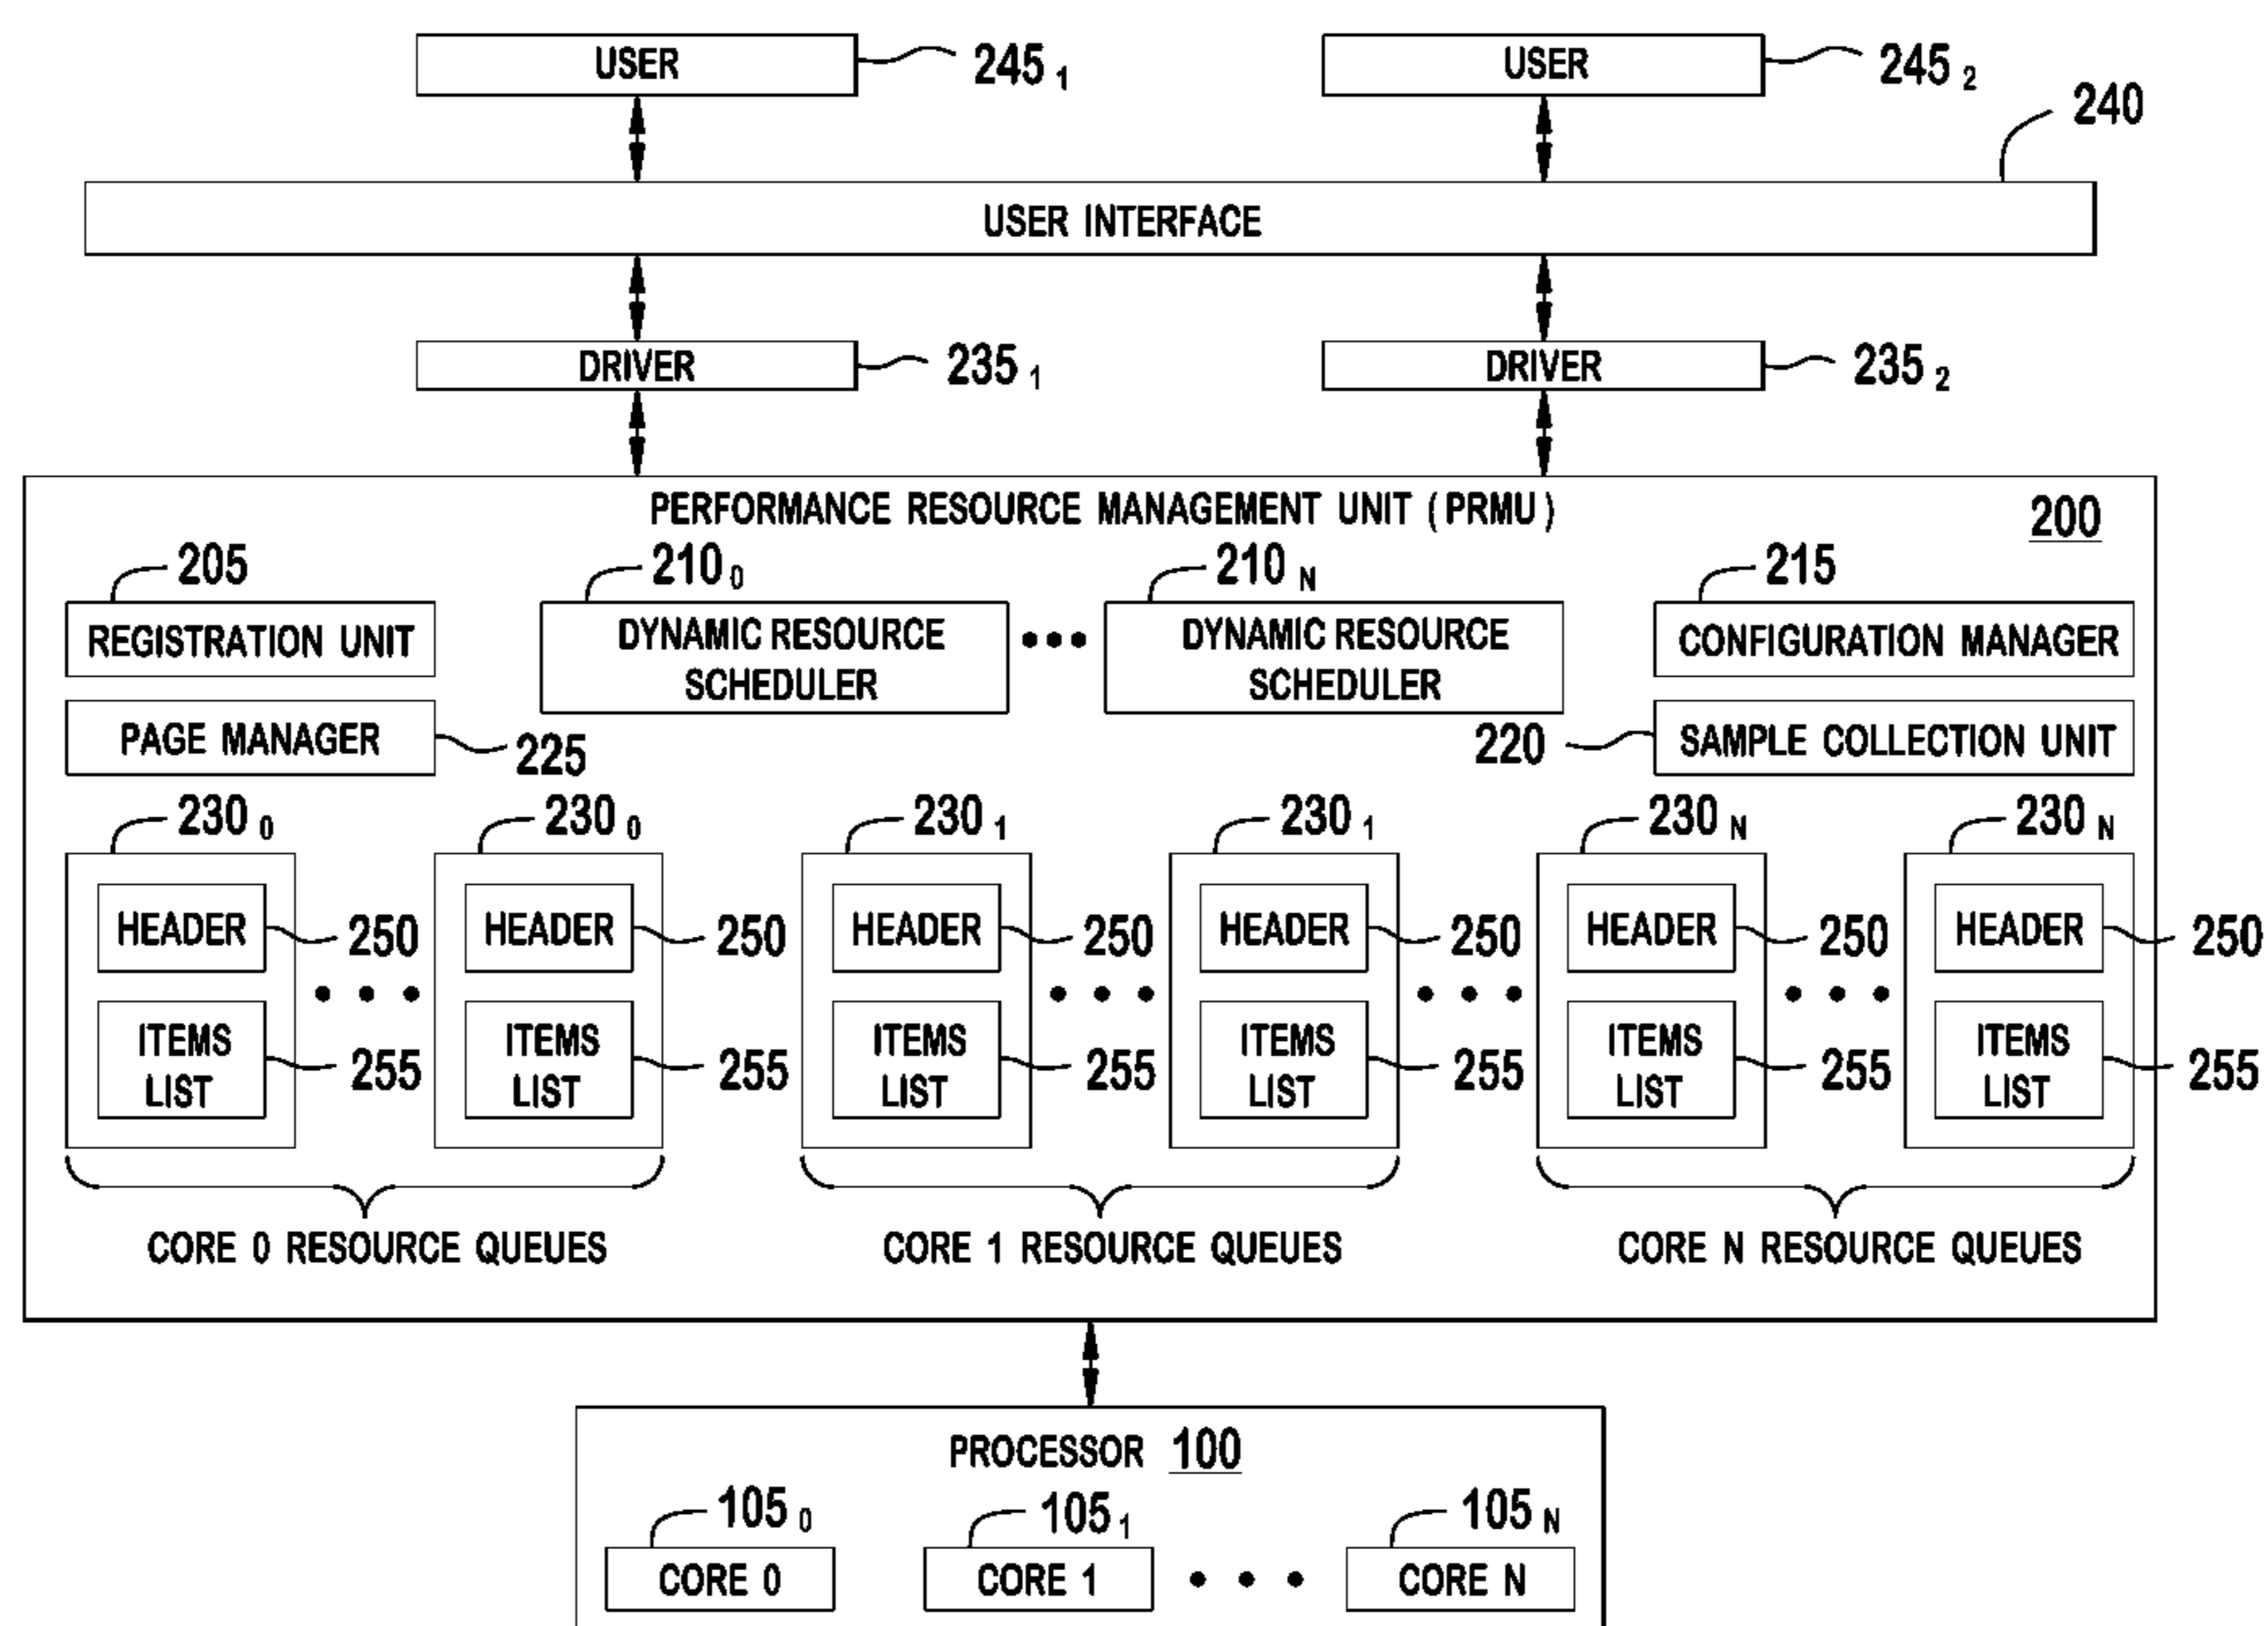 USER 245 1 USER 245 2
240
USER INTERFACE
DRIVER 235 1 DRIVER 235 2
PERFORMANCE RESOURCE MANAGEMENT UNIT (PRMU) 200
205 210 0 210 N 215
REGISTRATION UNIT DYNAMIC RESOURCE SCHEDULER ••• DYNAMIC RESOURCE SCHEDULER CONFIGURATION MANAGER
PAGE MANAGER 225 220 SAMPLE COLLECTION UNIT
230 0 230 0 230 1 230 1 230 N 230 N
HEADER 250 HEADER 250 HEADER 250 HEADER 250 HEADER 250 HEADER 250
• • • • • • • • • • • • • • •
ITEMS LIST 255 ITEMS LIST 255 ITEMS LIST 255 ITEMS LIST 255 ITEMS LIST 255 ITEMS LIST 255
CORE 0 RESOURCE QUEUES CORE 1 RESOURCE QUEUES CORE N RESOURCE QUEUES
PROCESSOR 100
105 0 105 1 105 N
CORE 0 CORE 1 • • • CORE N